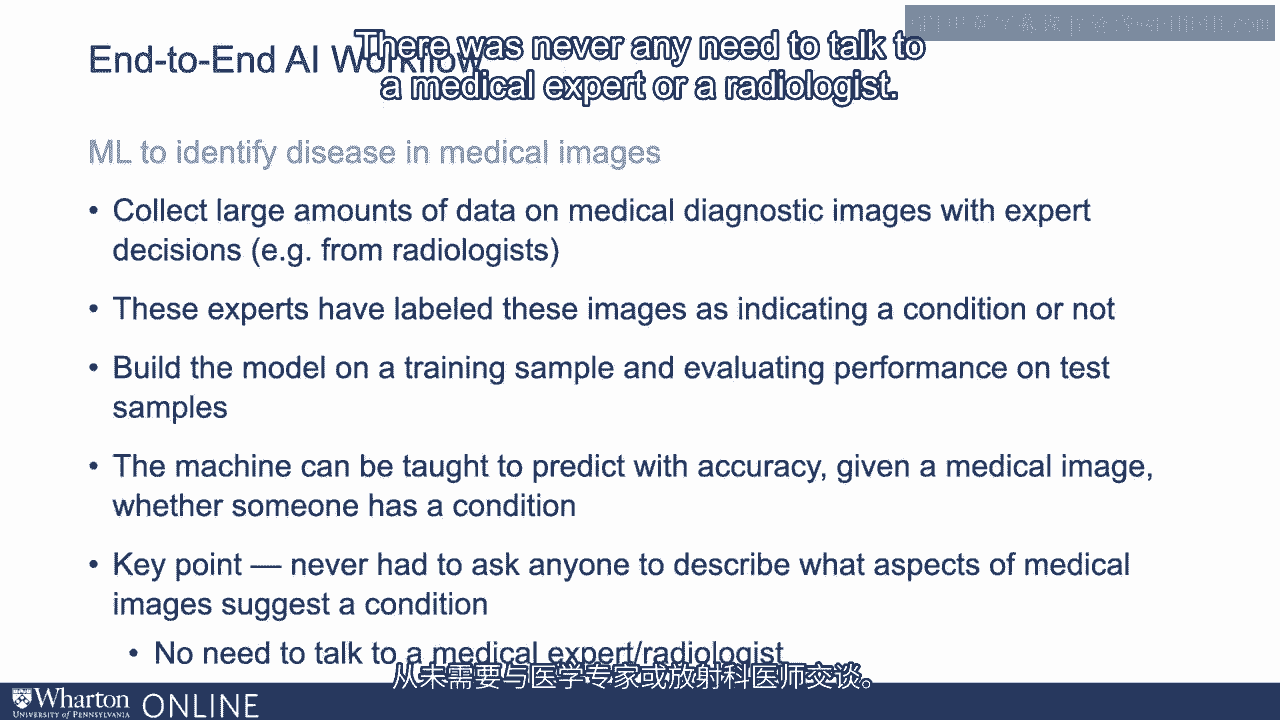 There was never any need to talk to
a medical expert or a radiologist.
End-to-End AI Workflow
ML to identify disease in medical images
• Collect large amounts of data on medical diagnostic images with expert
decisions (e.g. from radiologists)
• These experts have labeled these images as indicating a condition or not
• Build the model on a training sample and evaluating performance on test
samples
• The machine can be taught to predict with accuracy, given a medical image,
whether someone has a condition
• Key point — never had to ask anyone to describe what aspects of medical
images suggest a condition
• No need to talk to a medical expert/radiologist
从未需要与医学专家或放射科医师交谈。
Wharton ONLINE
UNIVERSITY of PENNSYLVANIA